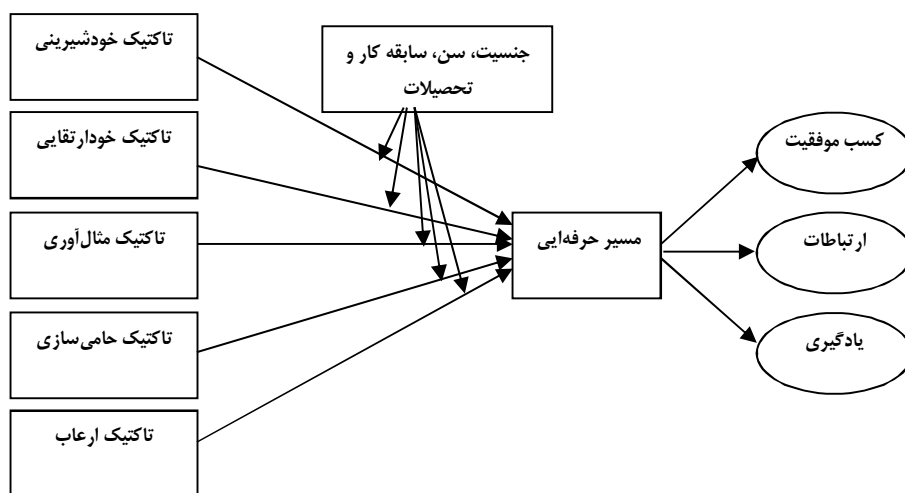 تاکتیک خودشیرینی
جنسیت، سن، سابقه کار و
تحصیلات
تاکتیک خودارتقایی
کسب موفقیت
تاکتیک مثال‌آوری
مسیر حرفه‌ایی
ارتباطات
تاکتیک حامی‌سازی
یادگیری
تاکتیک ارعاب